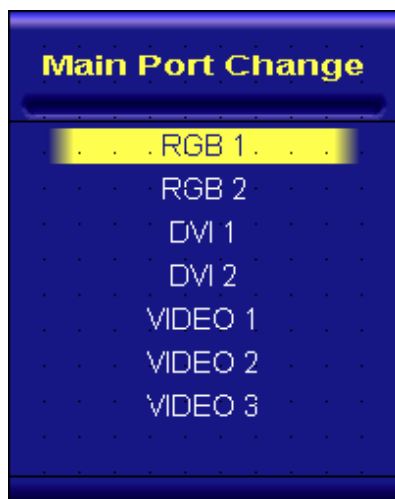 Main Port Change
RGB 1
RGB 2
DVI 1
DVI 2
VIDEO 1
VIDEO 2
VIDEO 3